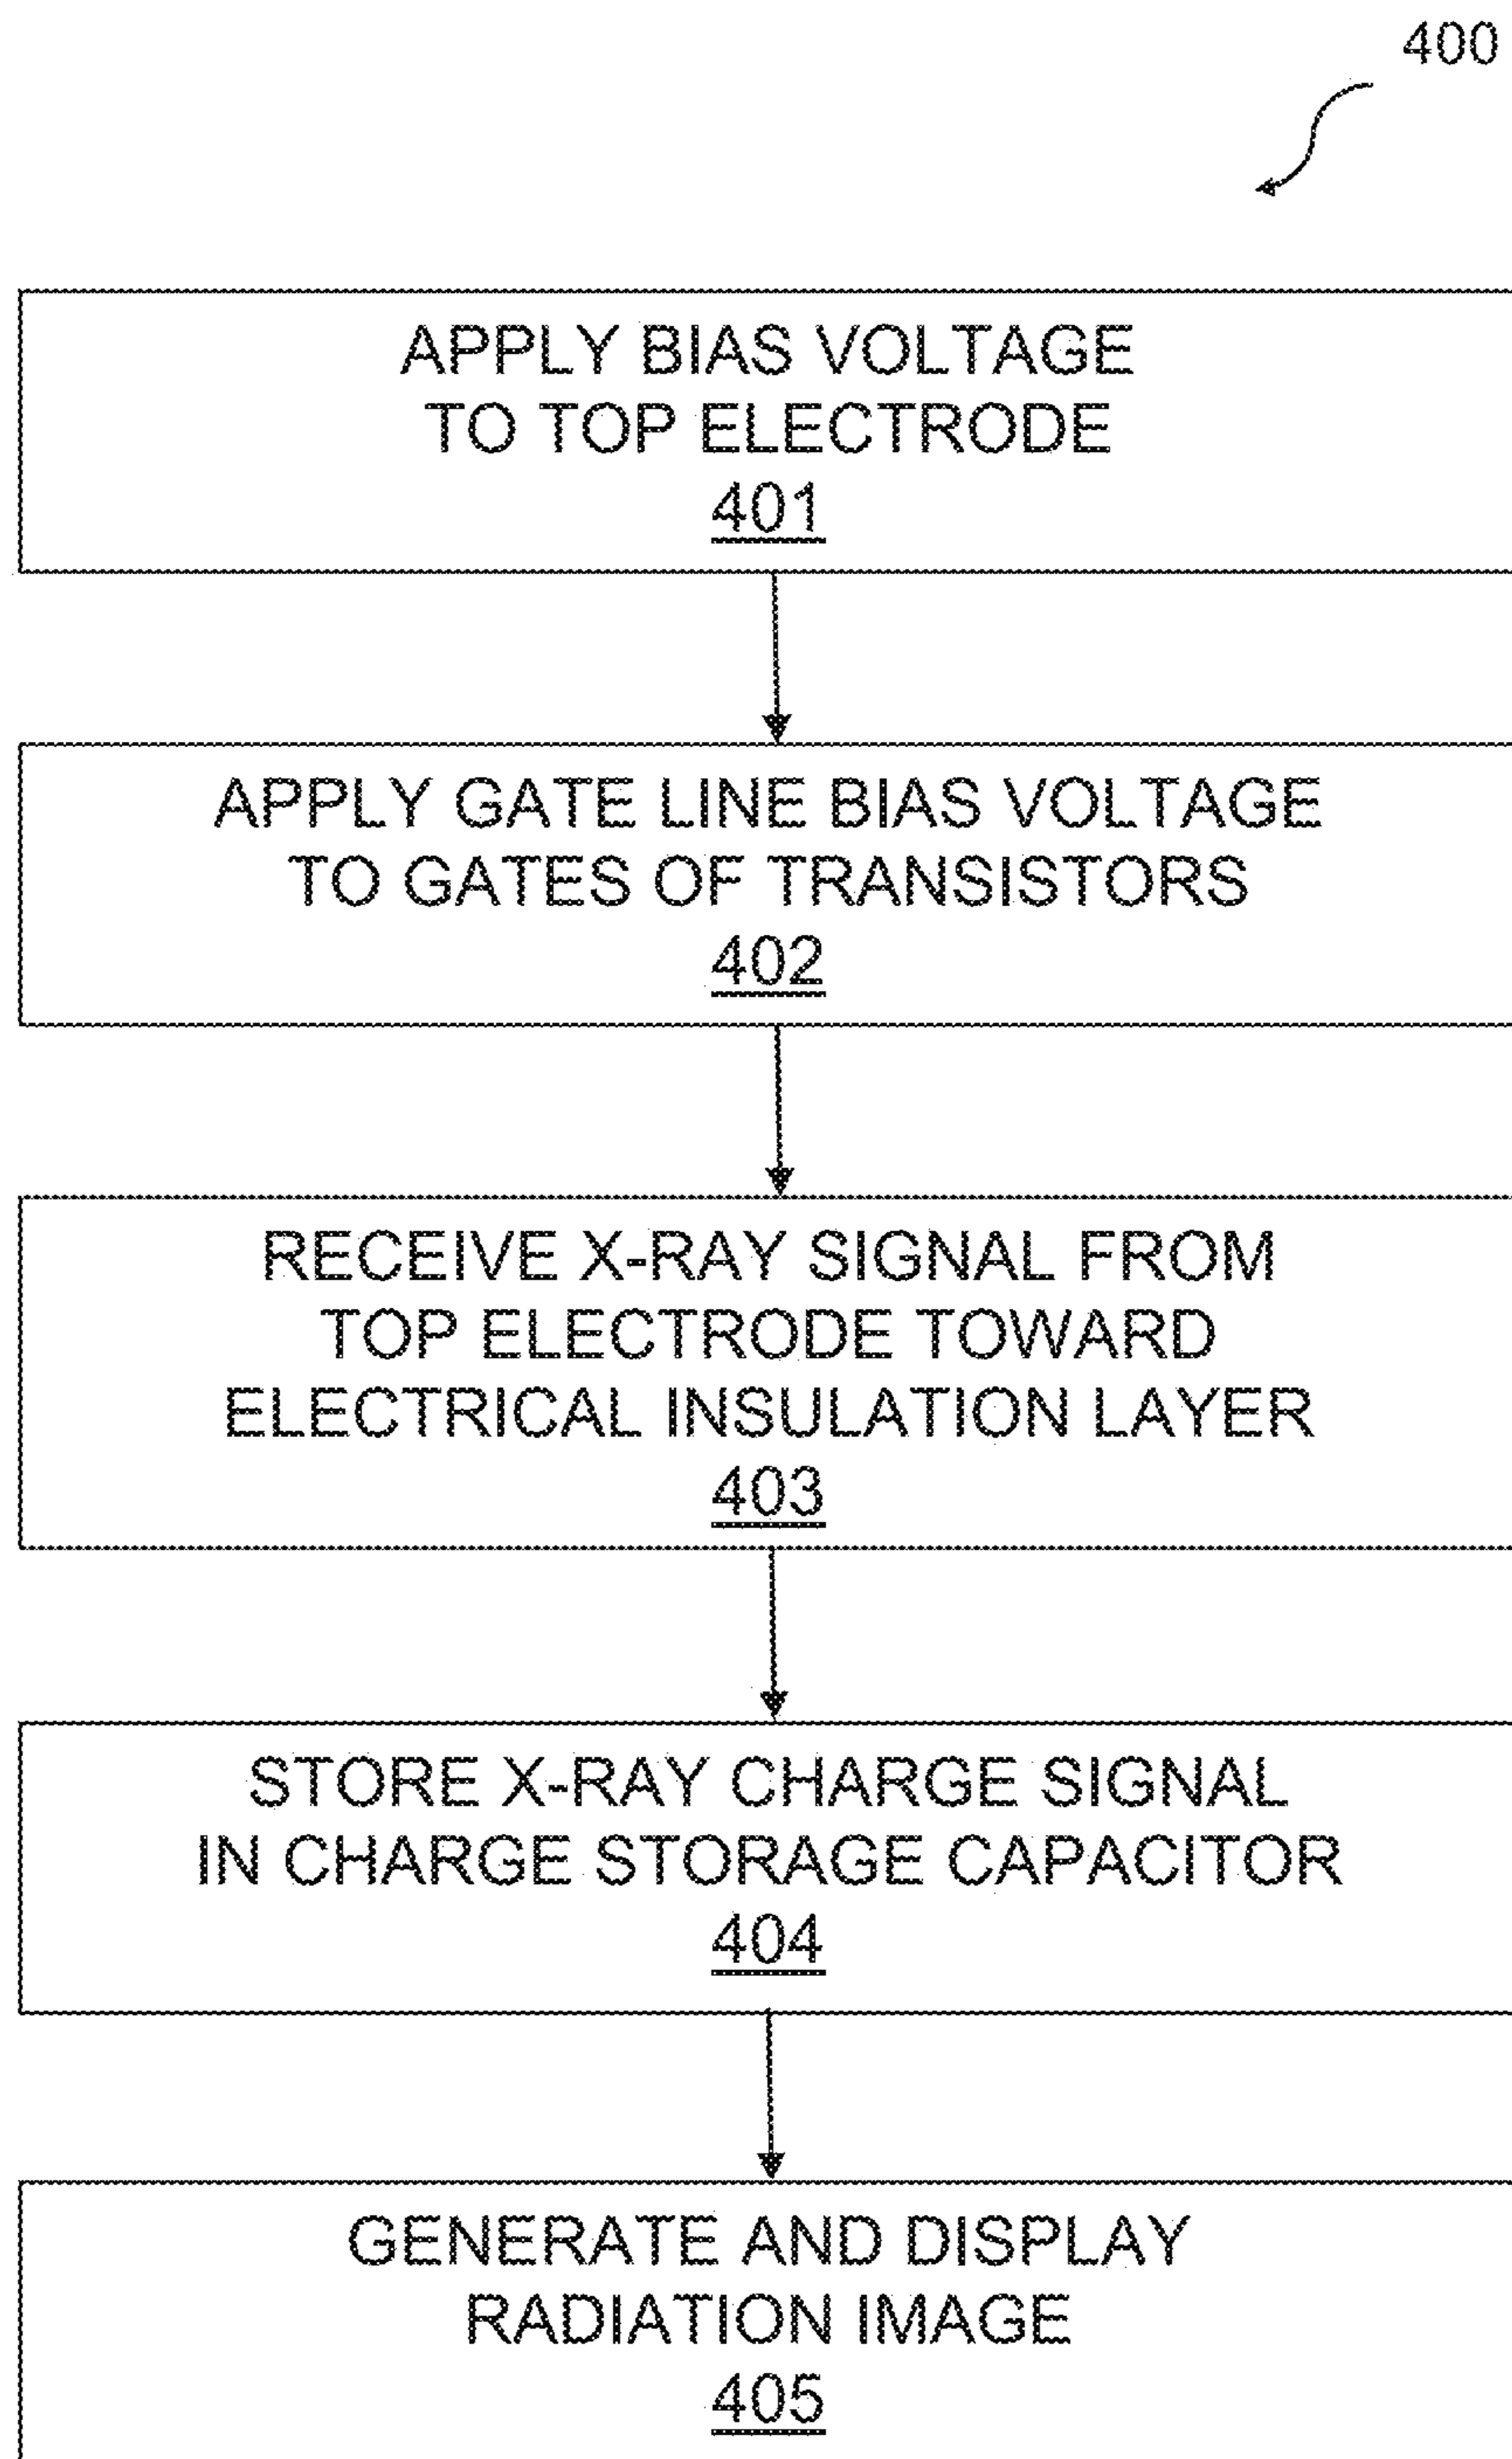 400
APPLY BIAS VOLTAGE
TO TOP ELECTRODE
401
APPLY GATE LINE BIAS VOLTAGE
TO GATES OF TRANSISTORS
402
RECEIVE X-RAY SIGNAL FROM
TOP ELECTRODE TOWARD
ELECTRICAL INSULATION LAYER
403
STORE X-RAY CHARGE SIGNAL
IN CHARGE STORAGE CAPACITOR
404
GENERATE AND DISPLAY
RADIATION IMAGE
405